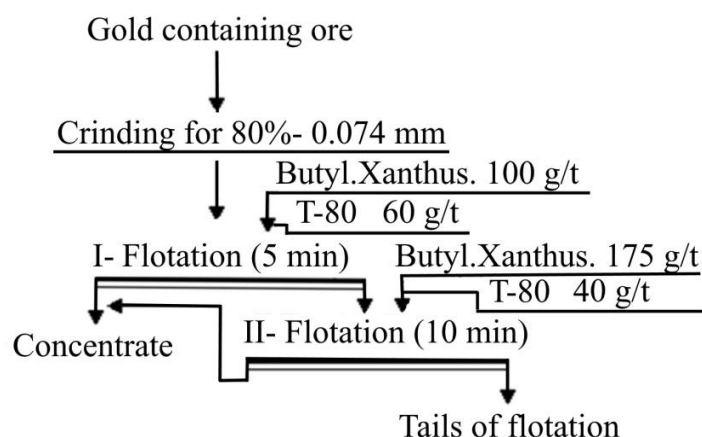 Gold containing ore
Crinding for 80%- 0.074 mm
Butyl.Xanthus. 100 g/t
T-80 60 g/t
I- Flotation (5 min)
Butyl.Xanthus. 175 g/t
T-80 40 g/t
II- Flotation (10 min)
Concentrate
Tails of flotation